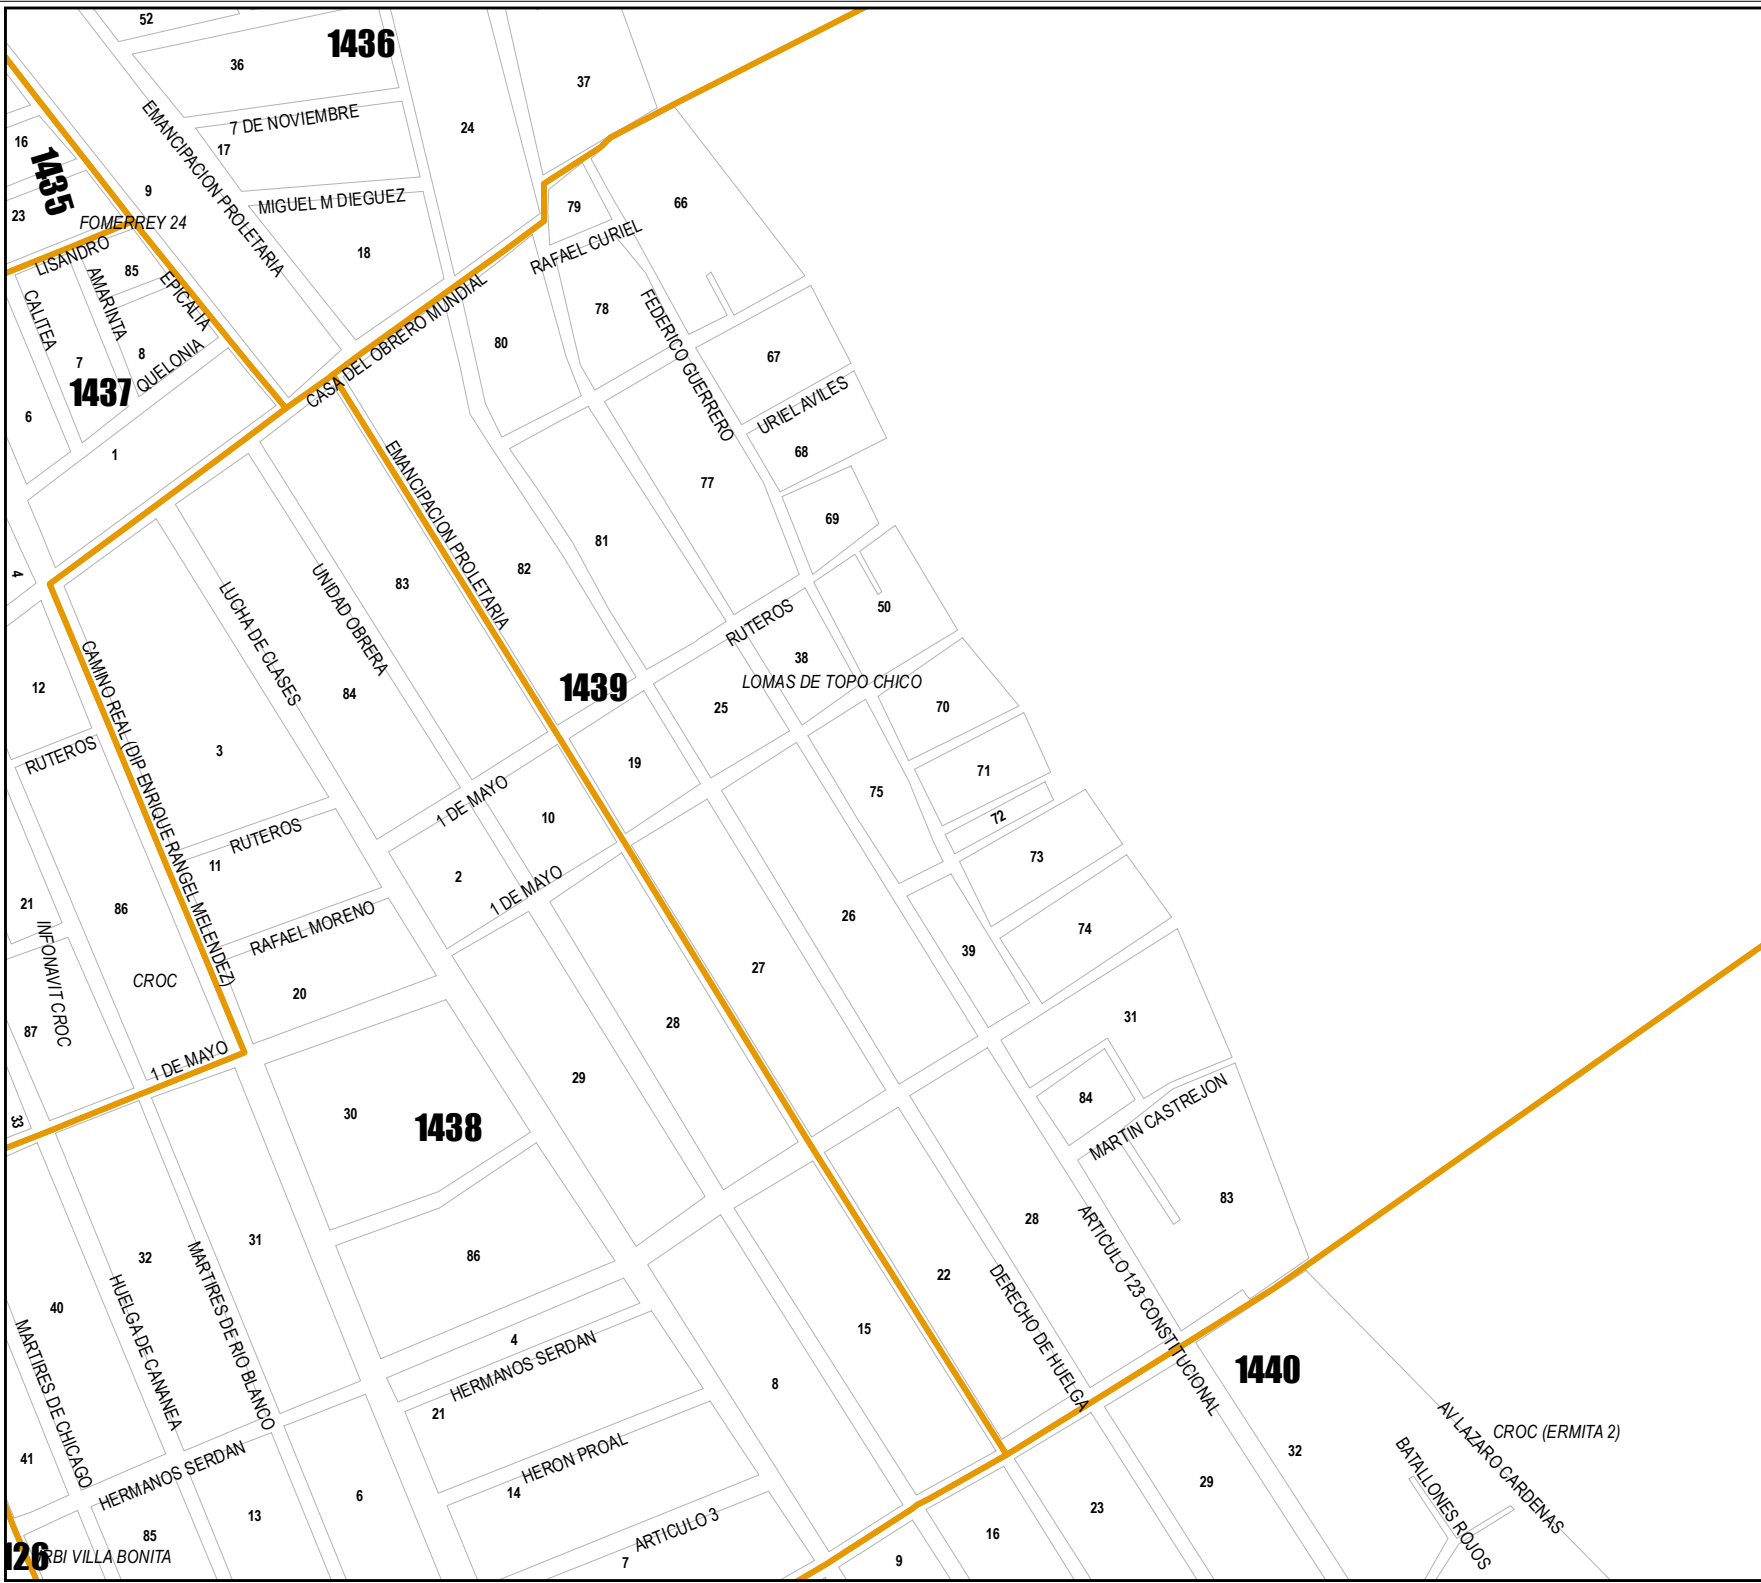 52
1436
36
37
EMANCIPACION PROLETARIA
7 DE NOVIEMBRE
24
17
16
1435
9
MIGUEL M DIEGUEZ
79
66
23
FOMERREY 24
RAFAEL CURIEL
LISANDRO
18
85
AMARINTA
EPICALIA
CALITEA
78
FEDERICO GUERRERO
CASA DEL OBRERO MUNDIAL
80
7
8
QUELONIA
67
1437
6
URIEL AVILES
1
EMANCIPACION PROLETARIA
68
77
69
81
4
82
83
LUCHA DE CLASES
UNIDAD OBRERA
50
RUTEROS
CAMINO REAL (DIP ENRIQUE RANGEL MELENDEZ)
38
12
1439
LOMAS DE TOPO CHICO
84
25
70
3
RUTEROS
19
71
75
1 DE MAYO
10
72
RUTEROS
11
73
2
1 DE MAYO
21
86
26
RAFAEL MORENO
74
INFONAVIT CROC
39
27
CROC
20
28
31
87
1 DE MAYO
29
84
30
33
1438
MARTIN CASTREJON
83
28
ARTICULO 123 CONSTITUCIONAL
31
32
86
MARTIRES DE RIO BLANCO
HUELGA DE CANANEA
22
DERECHO DE HUELGA
40
15
4
MARTIRES DE CHICAGO
HERMANOS SERDAN
1440
8
21
AV LAZARO CARDENAS
CROC (ERMITA 2)
HERON PROAL
32
BATALLONES ROJOS
41
HERMANOS SERDAN
29
14
6
23
13
ARTICULO 3
16
85
126
RBI VILLA BONITA
7
9